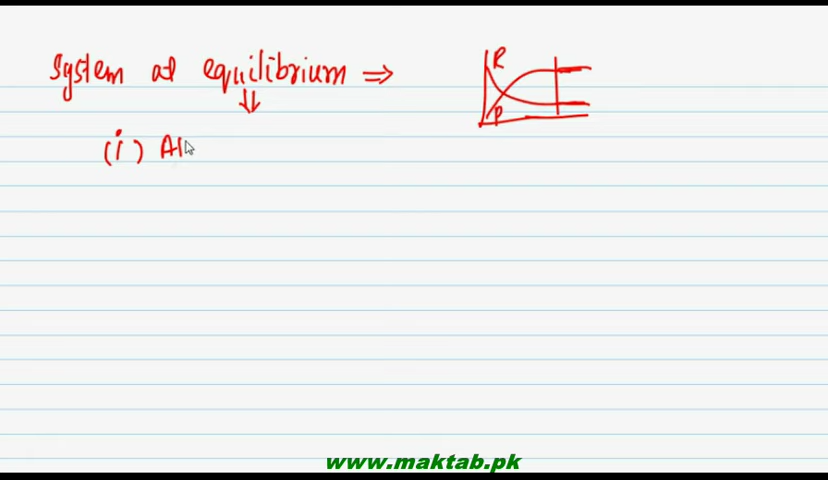 System at equilibrium ⇒
R
P
(i) Al
www.maktab.pk